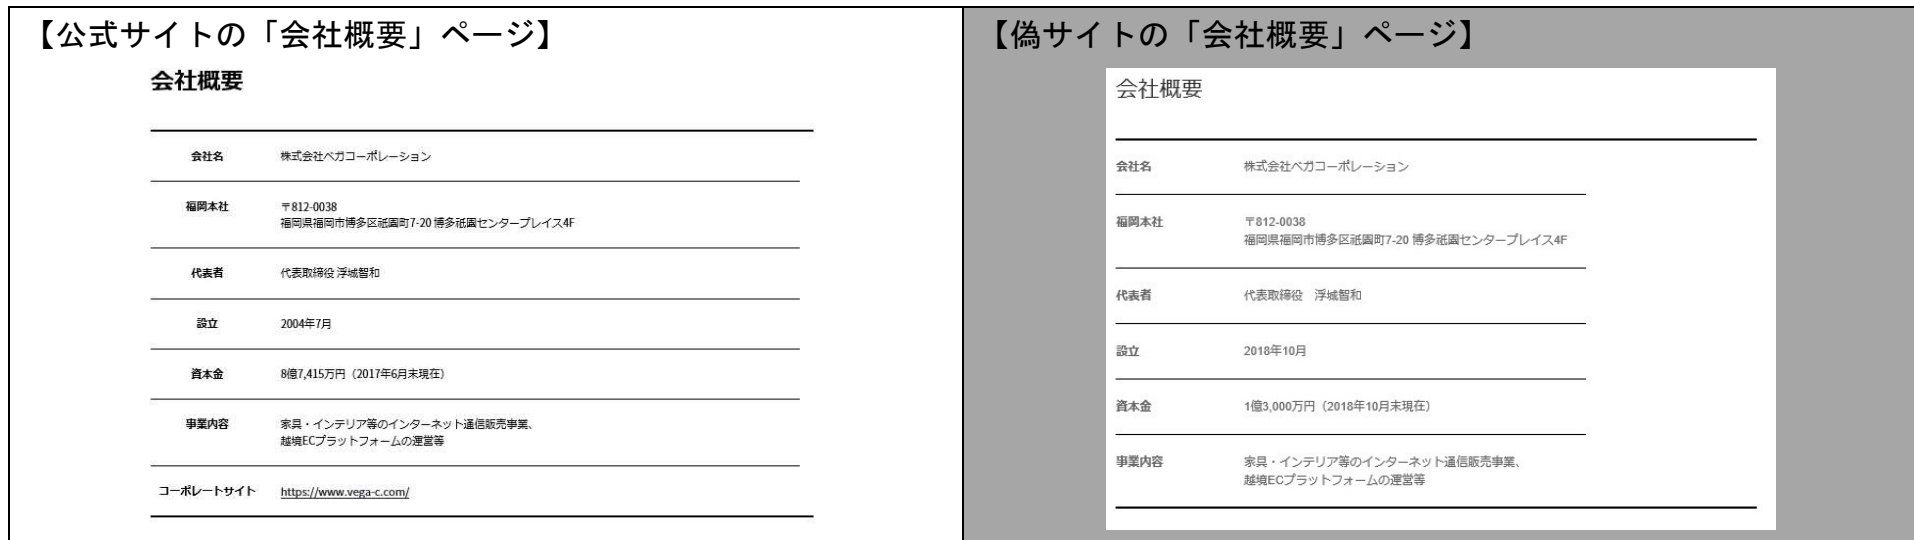 【公式サイトの「会社概要」ページ】
会社概要
会社名 株式会社ベガコーポレーション
福岡本社 〒812-0038
福岡県福岡市博多区祇園町7-20 博多祇園センタープレイス4F
代表者 代表取締役 浮城智和
設立 2004年7月
資本金 8億7,415万円（2017年6月末現在）
事業内容 家具・インテリア等のインターネット通信販売事業、
越境ECプラットフォームの運営等
コーポレートサイト https://www.vega-c.com/
【偽サイトの「会社概要」ページ】
会社概要
会社名 株式会社ベガコーポレーション
福岡本社 〒812-0038
福岡県福岡市博多区祇園町7-20 博多祇園センタープレイス4F
代表者 代表取締役　浮城智和
設立 2018年10月
資本金 1億3,000万円（2018年10月末現在）
事業内容 家具・インテリア等のインターネット通信販売事業、
越境ECプラットフォームの運営等